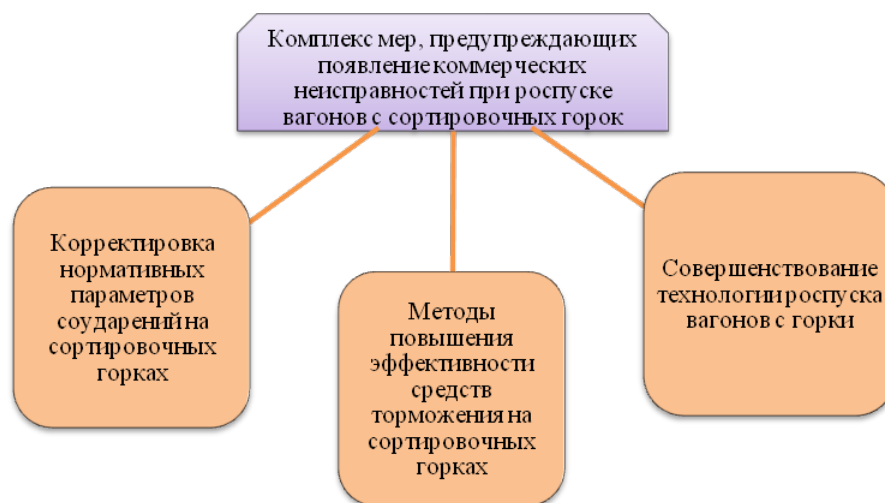 Комплекс мер, предупреждающих
появление коммерческих
неисправностей при роспуске
вагонов с сортировочных горок
Корректировка
нормативных
параметров
соударений на
сортировочных
горках
Методы
повышения
эффективности
средств
торможения на
сортировочных
горках
Совершенствование
технологии роспуска
вагонов с горки